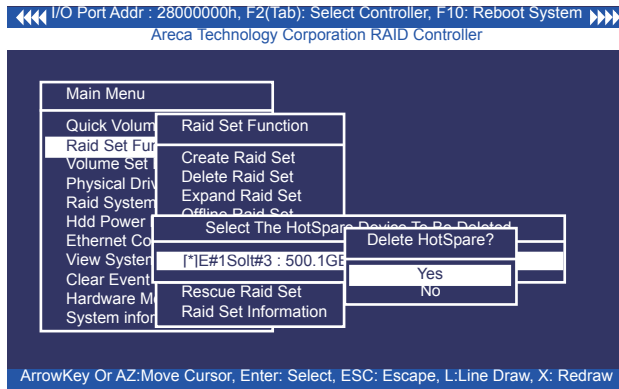 I/O Port Addr : 28000000h, F2(Tab): Select Controller, F10: Reboot System
Areca Technology Corporation RAID Controller
Main Menu
Quick Volum
Raid Set Fun
Volume Set
Physical Driv
Raid System
Hdd Power
Ethernet Co
View System
Clear Event
Hardware M
System infor
Raid Set Function
Create Raid Set
Delete Raid Set
Expand Raid Set
Offline Raid Set
Select The HotSpare Device To Be Deleted
[*]E#1Solt#3 : 500.1GB
Rescue Raid Set
Raid Set Information
Delete HotSpare?
Yes
No
ArrowKey Or AZ:Move Cursor, Enter: Select, ESC: Escape, L:Line Draw, X: Redraw